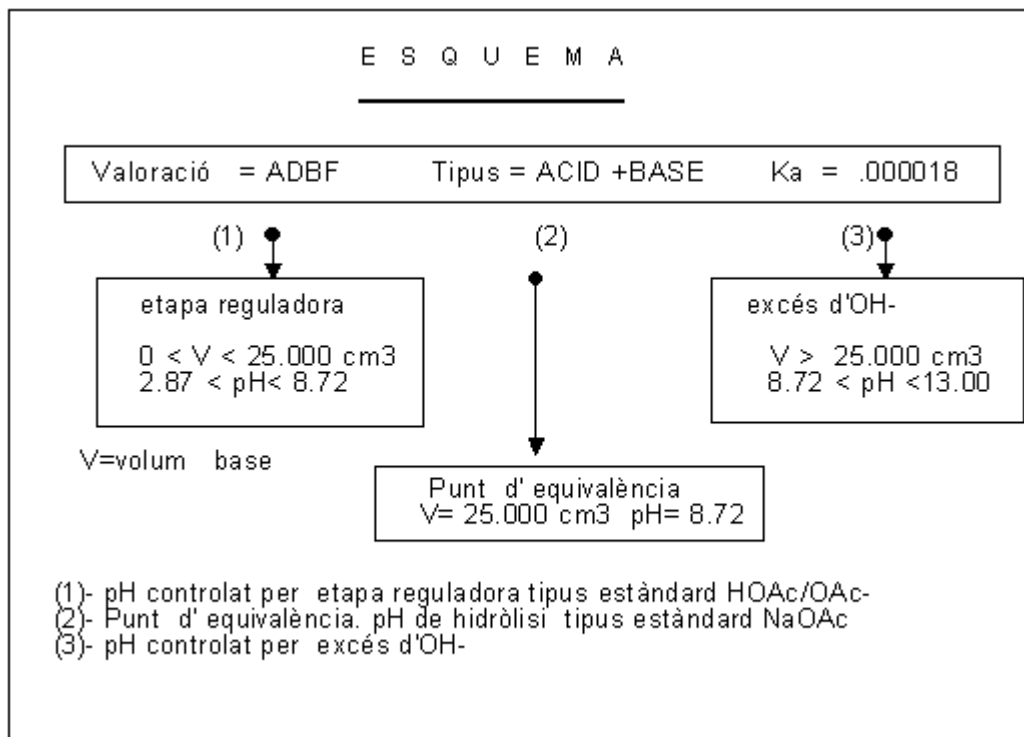 E S Q U E M A
Valoració = ADBF Tipus = ACID +BASE Ka = .000018
(1) (2) (3)
etapa reguladora
0 < V < 25.000 cm3
2.87 < pH< 8.72
excés d'OH-
V > 25.000 cm3
8.72 < pH <13.00
V=volum base
Punt d' equivalència
V= 25.000 cm3 pH= 8.72
(1)- pH controlat per etapa reguladora tipus estàndard HOAc/OAc-
(2)- Punt d' equivalència. pH de hidròlisi tipus estàndard NaOAc
(3)- pH controlat per excés d'OH-